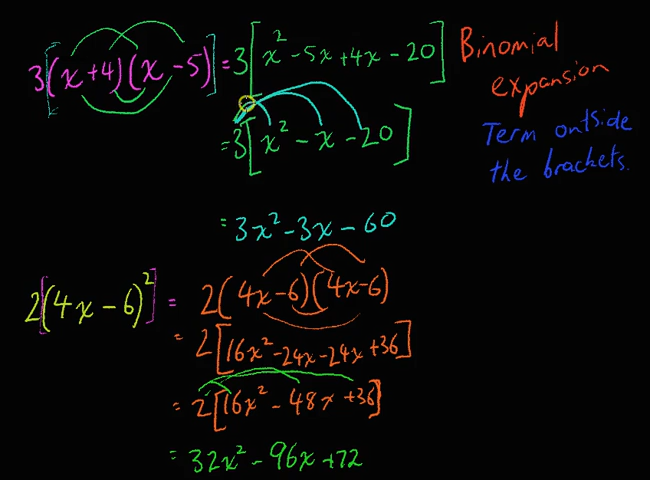 3[(x+4)(x-5)] = 3[x²-5x+4x-20]
Binomial
expansion
Term outside
the brackets.
= 3[x²-x-20]
= 3x²-3x-60
2[(4x-6)²] = 2(4x-6)(4x-6)
= 2[16x²-24x-24x+36]
= 2[16x²-48x+36]
= 32x²-96x+72